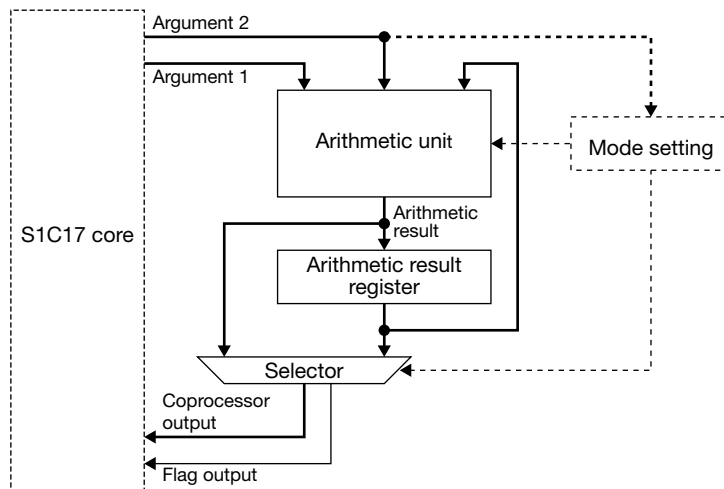 Argument 2
Argument 1
Arithmetic unit
Mode setting
S1C17 core
Arithmetic
result
Arithmetic result
register
Selector
Coprocessor
output
Flag output